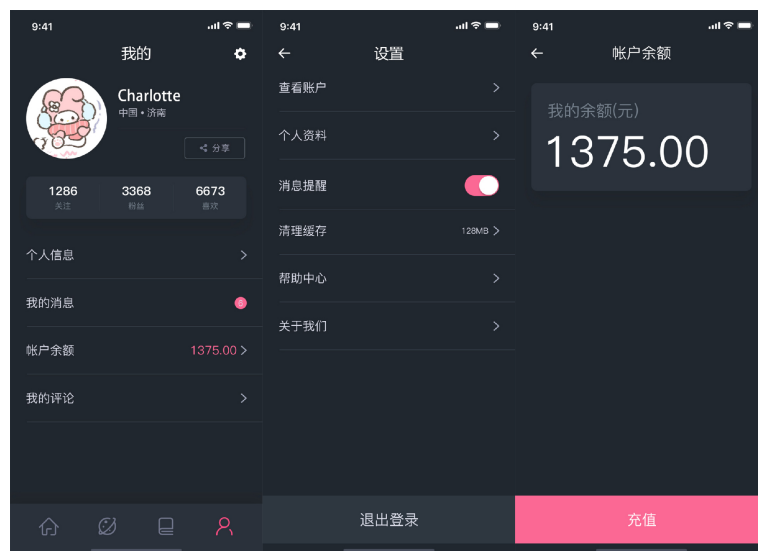 9:41
我的
Charlotte
中国 • 济南
分享
1286 3368 6673
关注 粉丝 喜欢
个人信息
我的消息
帐户余额 1375.00
我的评论
9:41
设置
查看账户
个人资料
消息提醒
清理缓存 128MB
帮助中心
关于我们
退出登录
9:41
帐户余额
我的余额(元)
1375.00
充值